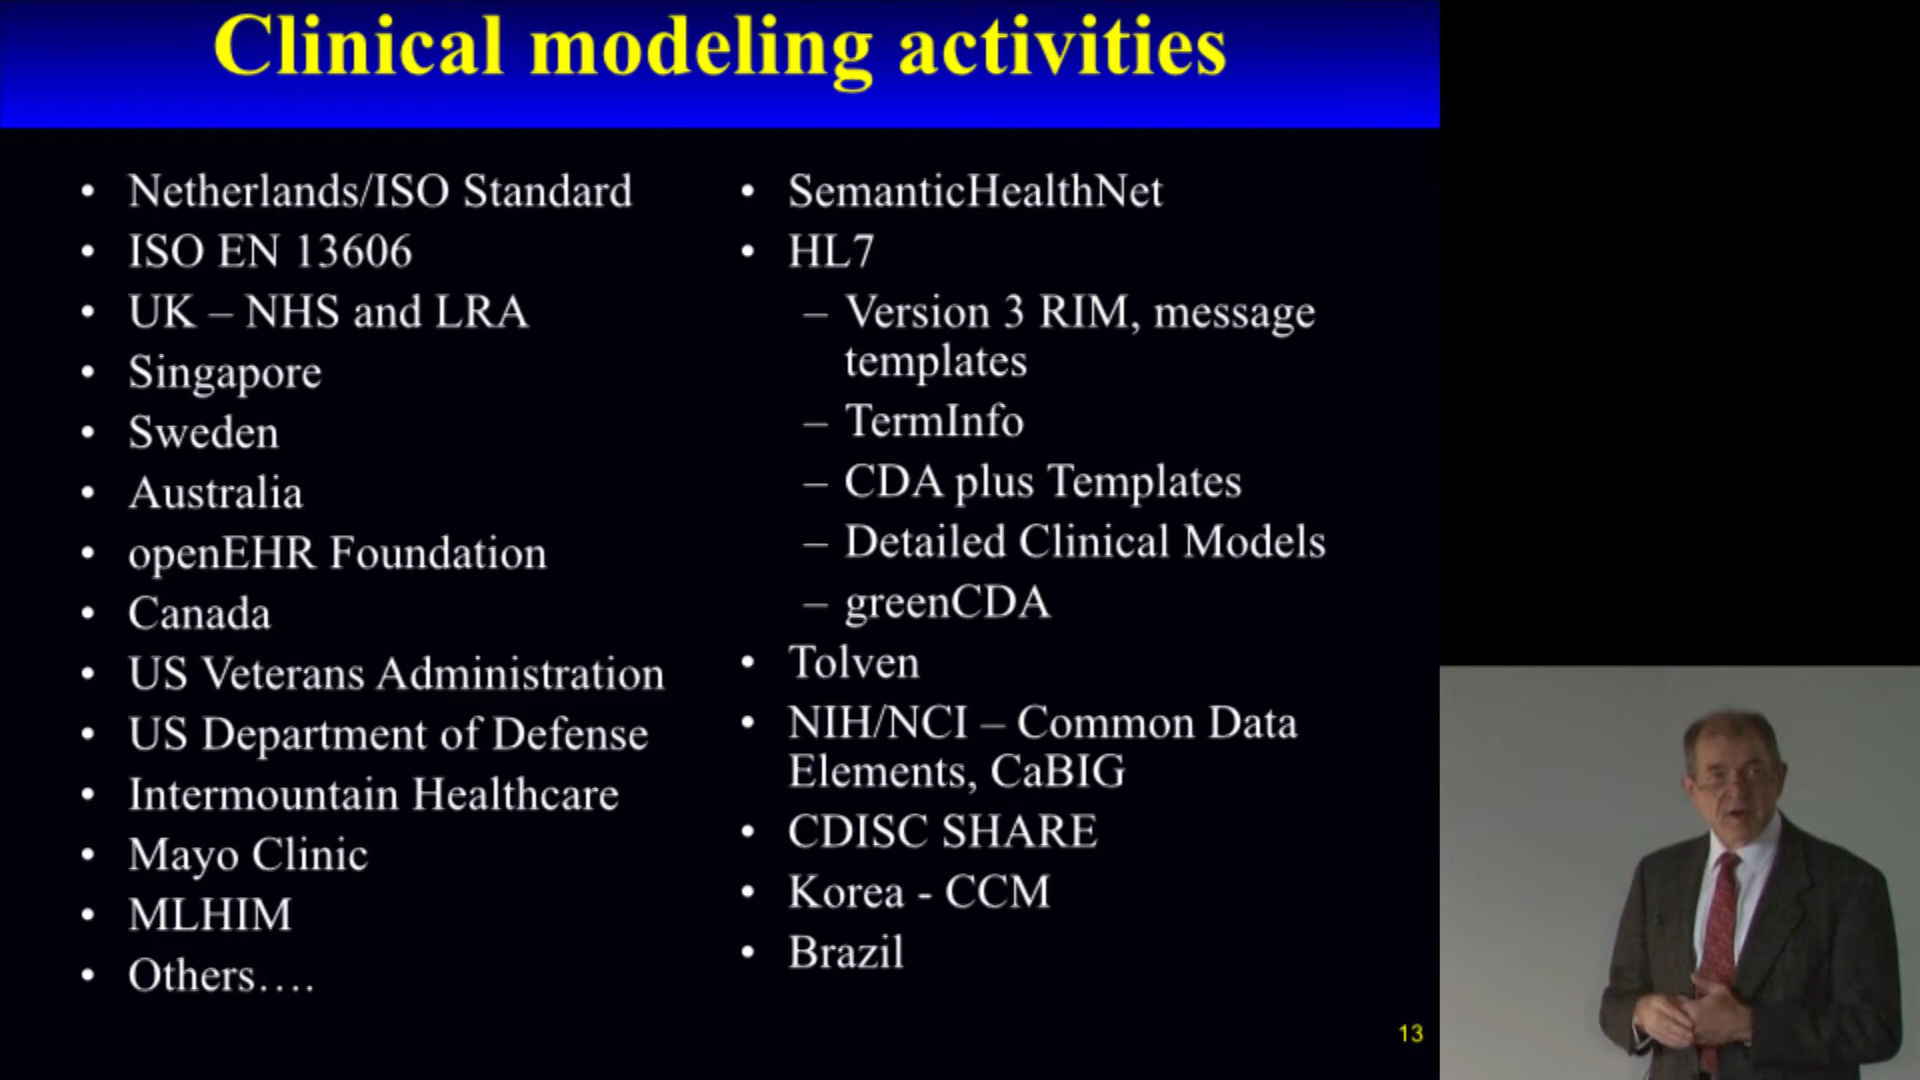 Clinical modeling activities
• Netherlands/ISO Standard
• ISO EN 13606
• UK – NHS and LRA
• Singapore
• Sweden
• Australia
• openEHR Foundation
• Canada
• US Veterans Administration
• US Department of Defense
• Intermountain Healthcare
• Mayo Clinic
• MLHIM
• Others….
• SemanticHealthNet
• HL7
– Version 3 RIM, message
templates
– TermInfo
– CDA plus Templates
– Detailed Clinical Models
– greenCDA
• Tolven
• NIH/NCI – Common Data
Elements, CaBIG
• CDISC SHARE
• Korea - CCM
• Brazil
13